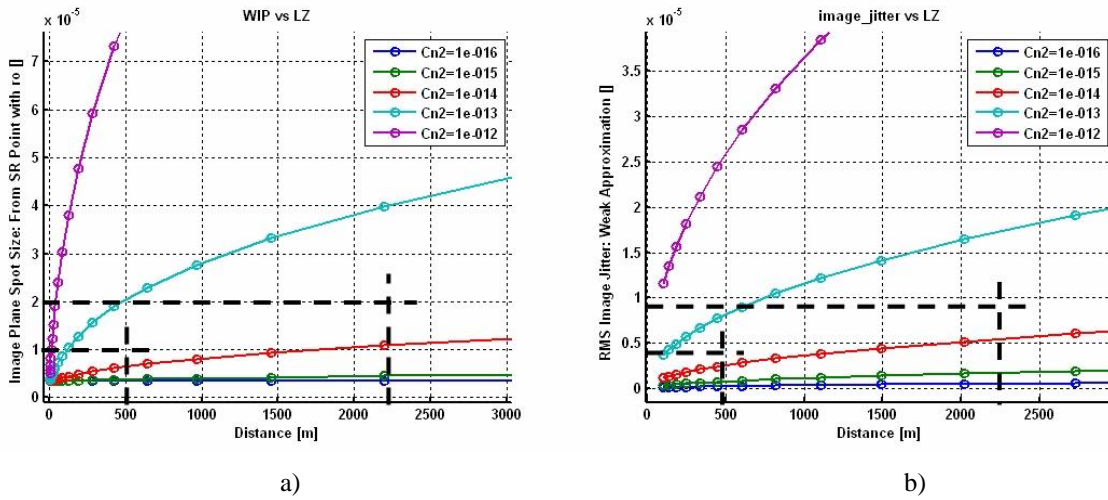 x 10^-5
WIP vs LZ
Image Plane Spot Size: From SR Point with ro []
7
6
5
4
3
2
1
0
0
500
1000
1500
2000
2500
3000
Distance [m]
Cn2=1e-016
Cn2=1e-015
Cn2=1e-014
Cn2=1e-013
Cn2=1e-012
a)
x 10^-5
image_jitter vs LZ
RMS Image Jitter: Weak Approximation []
3.5
3
2.5
2
1.5
1
0.5
0
0
500
1000
1500
2000
2500
Distance [m]
Cn2=1e-016
Cn2=1e-015
Cn2=1e-014
Cn2=1e-013
Cn2=1e-012
b)